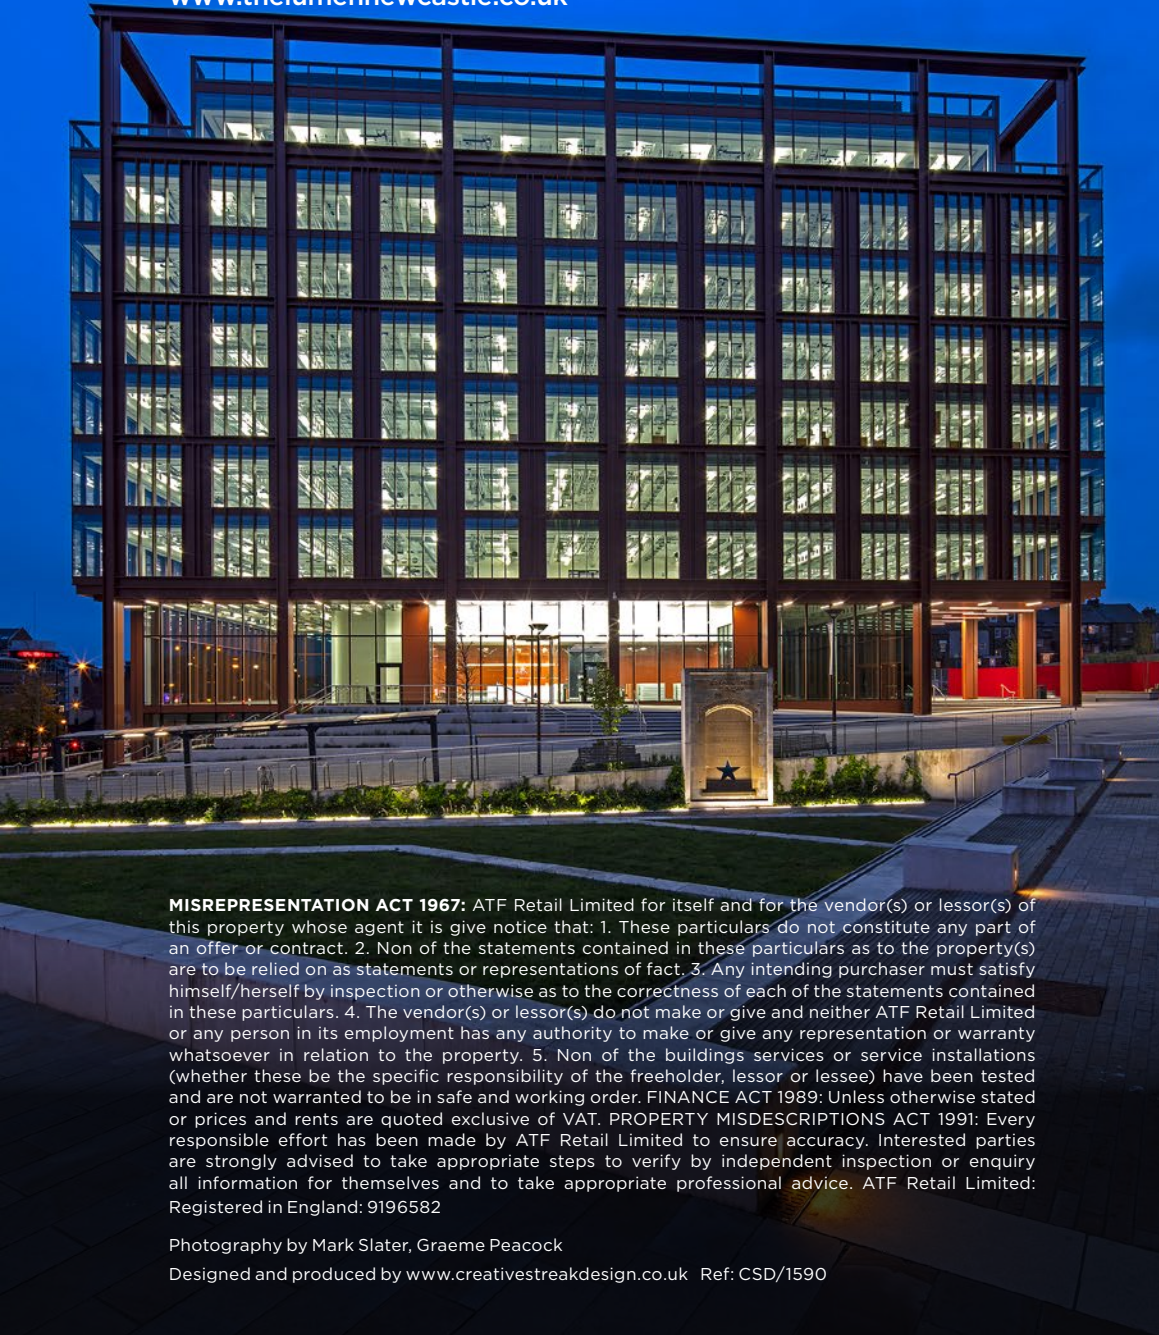 www.thelumennewcastle.co.uk
MISREPRESENTATION ACT 1967: ATF Retail Limited for itself and for the vendor(s) or lessor(s) of
this property whose agent it is give notice that: 1. These particulars do not constitute any part of
an offer or contract. 2. Non of the statements contained in these particulars as to the property(s)
are to be relied on as statements or representations of fact. 3. Any intending purchaser must satisfy
himself/herself by inspection or otherwise as to the correctness of each of the statements contained
in these particulars. 4. The vendor(s) or lessor(s) do not make or give and neither ATF Retail Limited
or any person in its employment has any authority to make or give any representation or warranty
whatsoever in relation to the property. 5. Non of the buildings services or service installations
(whether these be the specific responsibility of the freeholder, lessor or lessee) have been tested
and are not warranted to be in safe and working order. FINANCE ACT 1989: Unless otherwise stated
or prices and rents are quoted exclusive of VAT. PROPERTY MISDESCRIPTIONS ACT 1991: Every
responsible effort has been made by ATF Retail Limited to ensure accuracy. Interested parties
are strongly advised to take appropriate steps to verify by independent inspection or enquiry
all information for themselves and to take appropriate professional advice. ATF Retail Limited:
Registered in England: 9196582
Photography by Mark Slater, Graeme Peacock
Designed and produced by www.creativestreakdesign.co.uk Ref: CSD/1590